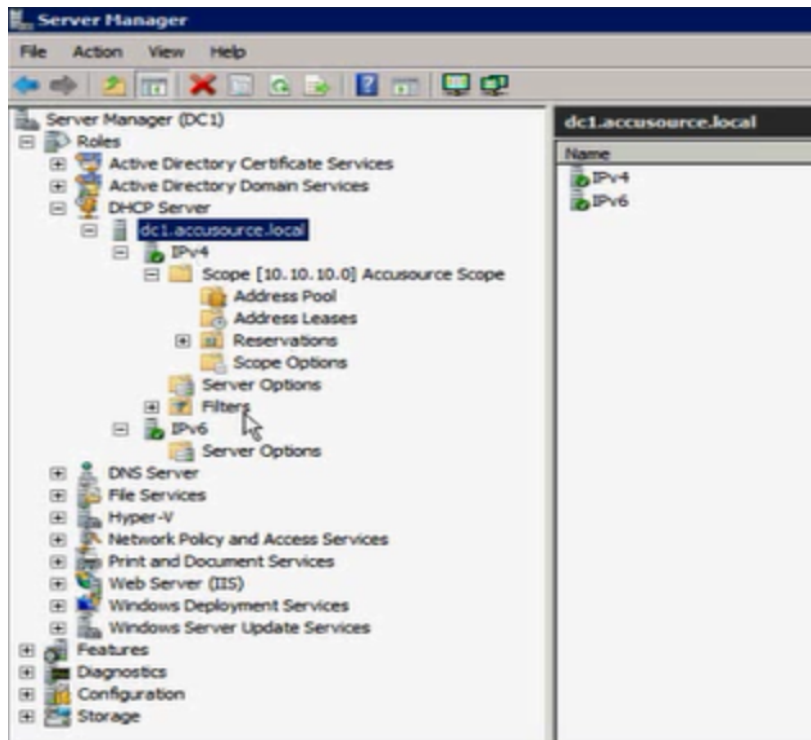 Server Manager
File Action View Help
Server Manager (DC1)
Roles
Active Directory Certificate Services
Active Directory Domain Services
DHCP Server
dc1.accusource.local
IPv4
Scope [10.10.10.0] Accusource Scope
Address Pool
Address Leases
Reservations
Scope Options
Server Options
Filters
IPv6
Server Options
DNS Server
File Services
Hyper-V
Network Policy and Access Services
Print and Document Services
Web Server (IIS)
Windows Deployment Services
Windows Server Update Services
Features
Diagnostics
Configuration
Storage
dc1.accusource.local
Name
IPv4
IPv6